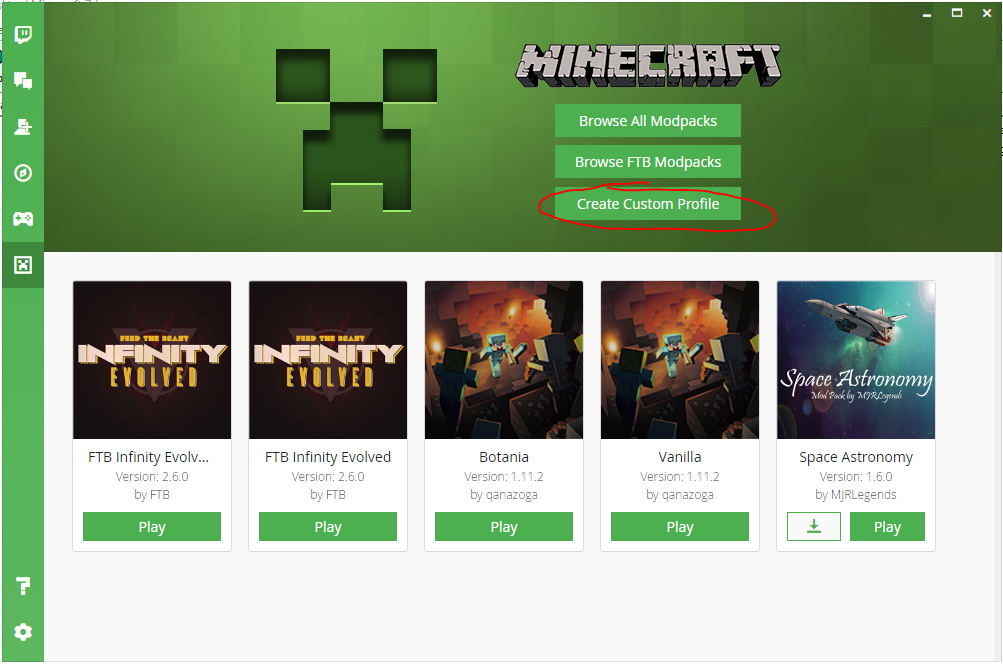 MINECRAFT
Browse All Modpacks
Browse FTB Modpacks
Create Custom Profile
FEED THE BEAST
INFINITY
EVOLVED
FEED THE BEAST
INFINITY
EVOLVED
Space Astronomy
Mod Pack by MJRLegends
FTB Infinity Evolv...
Version: 2.6.0
by FTB
Play
FTB Infinity Evolved
Version: 2.6.0
by FTB
Play
Botania
Version: 1.11.2
by qanazoga
Play
Vanilla
Version: 1.11.2
by qanazoga
Play
Space Astronomy
Version: 1.6.0
by MJRLegends
Play